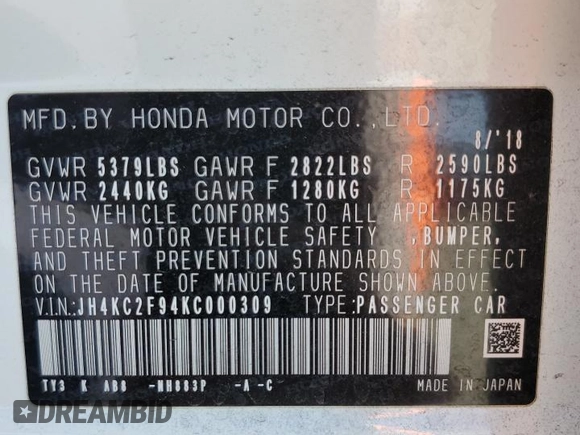 MFD. BY HONDA MOTOR CO., LTD.
8/'18
GVWR 5379LBS GAWR F 2822LBS R 2590LBS
GVWR 2440KG GAWR F 1280KG R 1175KG
THIS VEHICLE CONFORMS TO ALL APPLICABLE
FEDERAL MOTOR VEHICLE SAFETY ,BUMPER,
AND THEFT PREVENTION STANDARDS IN EFFECT
ON THE DATE OF MANUFACTURE SHOWN ABOVE.
V.I.N.:JH4KC2F94KC000309 TYPE:PASSENGER CAR
TY3 K AB8 -NH883P -A -C
MADE IN JAPAN
DREAMBID